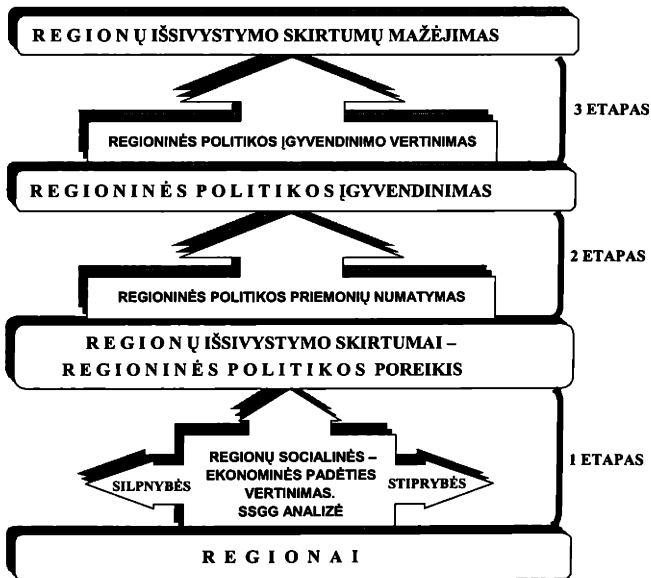 REGIONŲ IŠSIVYSTYMO SKIRTUMŲ MAŽĖJIMAS
3 ETAPAS
REGIONINĖS POLITIKOS ĮGYVENDINIMO VERTINIMAS
REGIONINĖS POLITIKOS ĮGYVENDINIMAS
2 ETAPAS
REGIONINĖS POLITIKOS PRIEMONIŲ NUMATYMAS
REGIONŲ IŠSIVYSTYMO SKIRTUMAI –
REGIONINĖS POLITIKOS POREIKIS
REGIONŲ SOCIALINĖS –
EKONOMINĖS PADĖTIES
VERTINIMAS.
SSGG ANALIZĖ
SILPNYBĖS
STIPRYBĖS
1 ETAPAS
REGIONAI